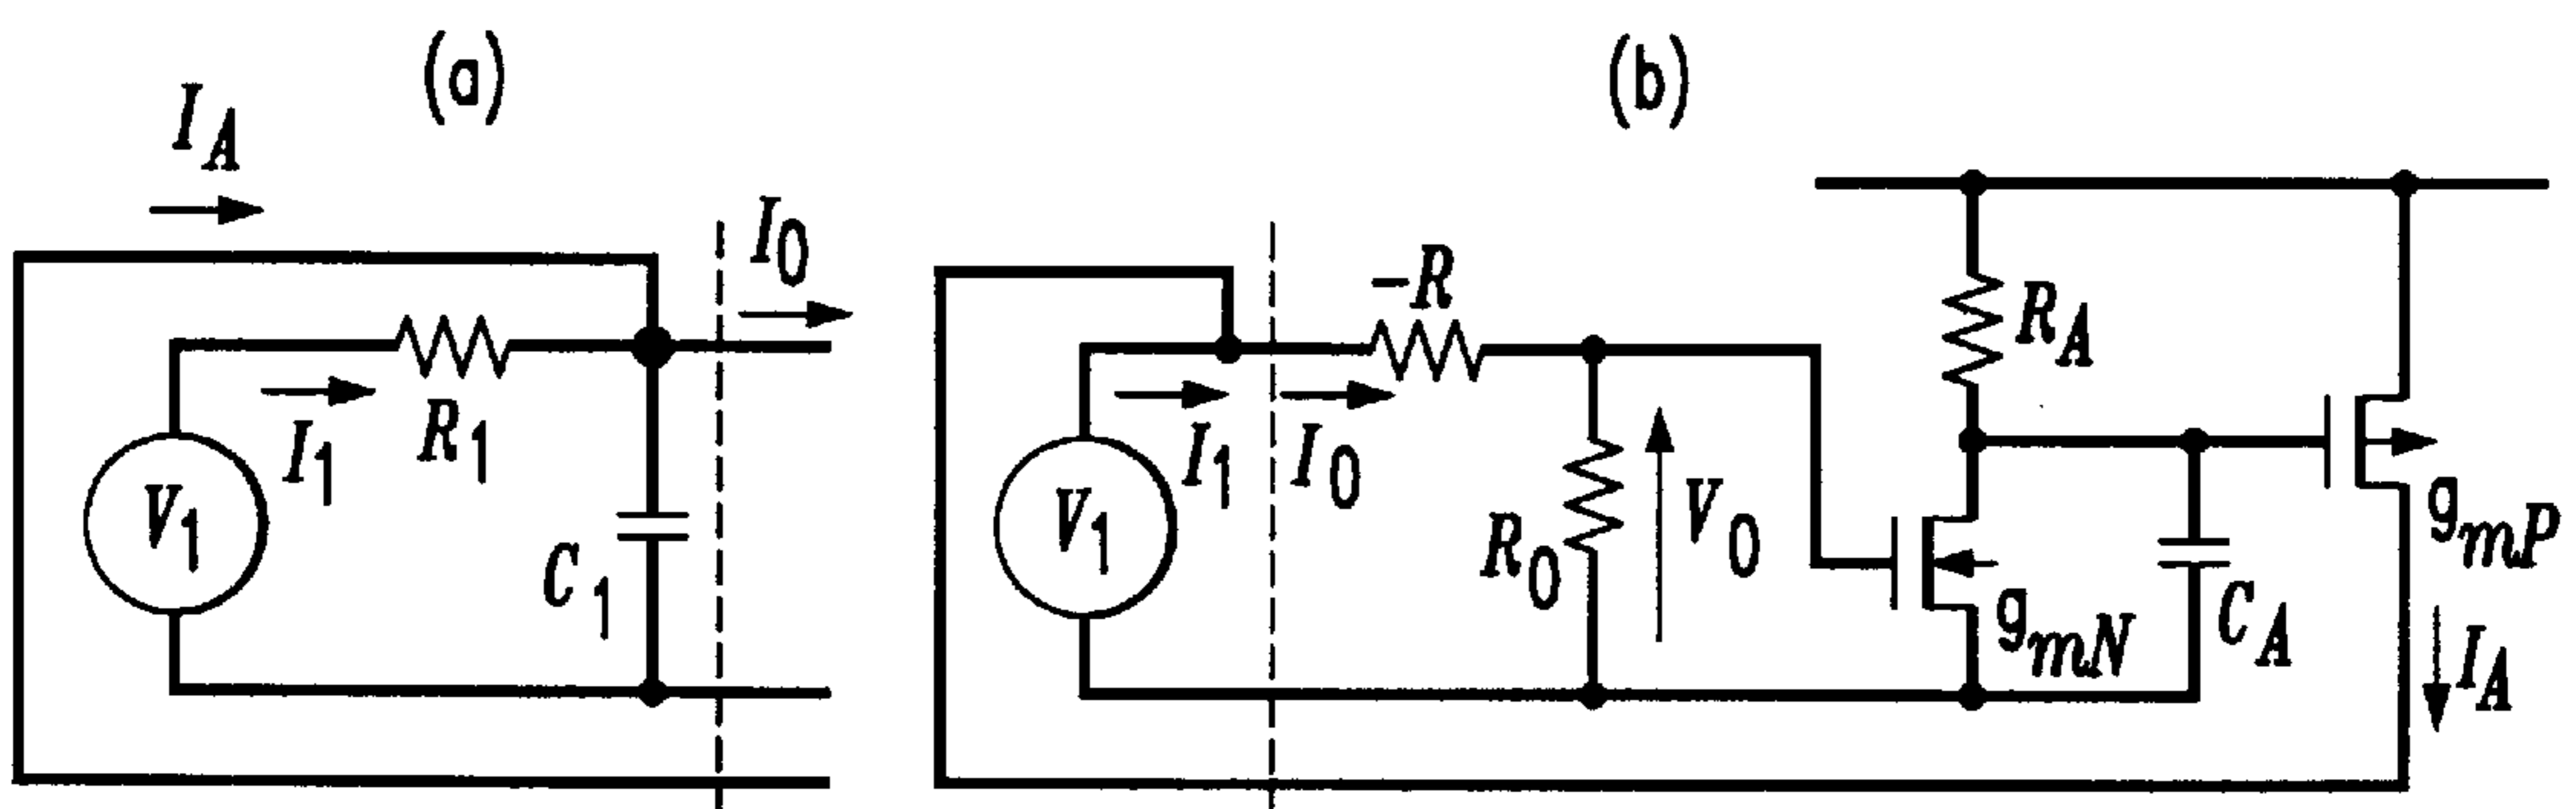 (a)
I_A
I_0
I_1
R_1
V_1
C_1
(b)
-R
R_A
I_1
I_0
V_1
R_0
V_0
g_mN
C_A
g_mP
I_A